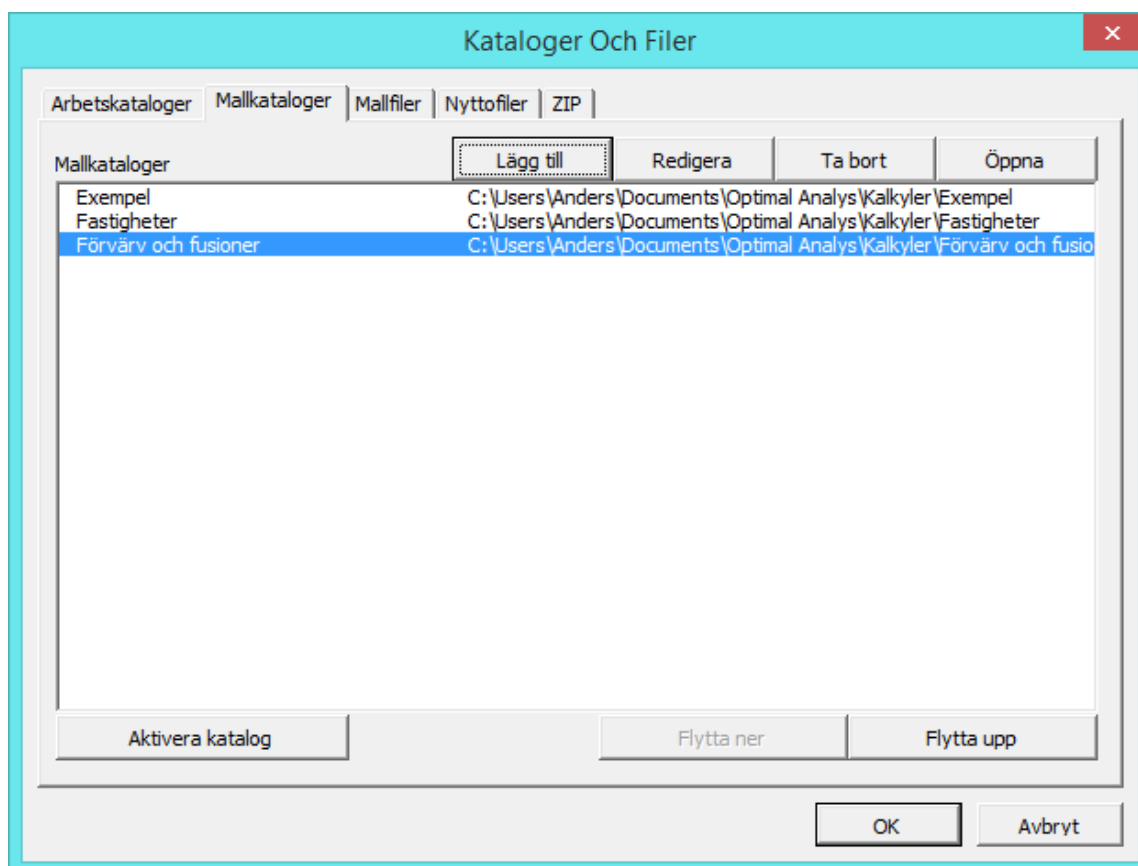 Kataloger Och Filer
Arbetskataloger Mallkataloger Mallfiler Nyttofiler ZIP
Mallkataloger Lägg till Redigera Ta bort Öppna
Exempel C:\Users\Anders\Documents\Optimal Analys\Kalkyler\Exempel
Fastigheter C:\Users\Anders\Documents\Optimal Analys\Kalkyler\Fastigheter
Förvärv och fusioner C:\Users\Anders\Documents\Optimal Analys\Kalkyler\Förvärv och fusio
Aktivera katalog Flytta ner Flytta upp
OK Avbryt